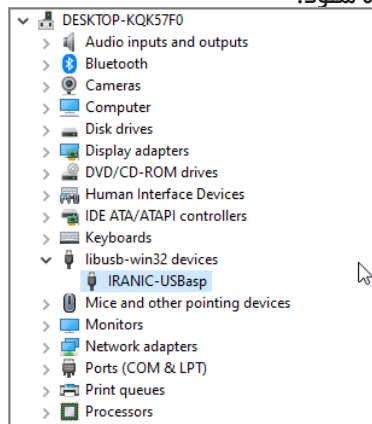 DESKTOP-KQK57F0
Audio inputs and outputs
Bluetooth
Cameras
Computer
Disk drives
Display adapters
DVD/CD-ROM drives
Human Interface Devices
IDE ATA/ATAPI controllers
Keyboards
libusb-win32 devices
IRANIC-USBasp
Mice and other pointing devices
Monitors
Network adapters
Ports (COM & LPT)
Print queues
Processors